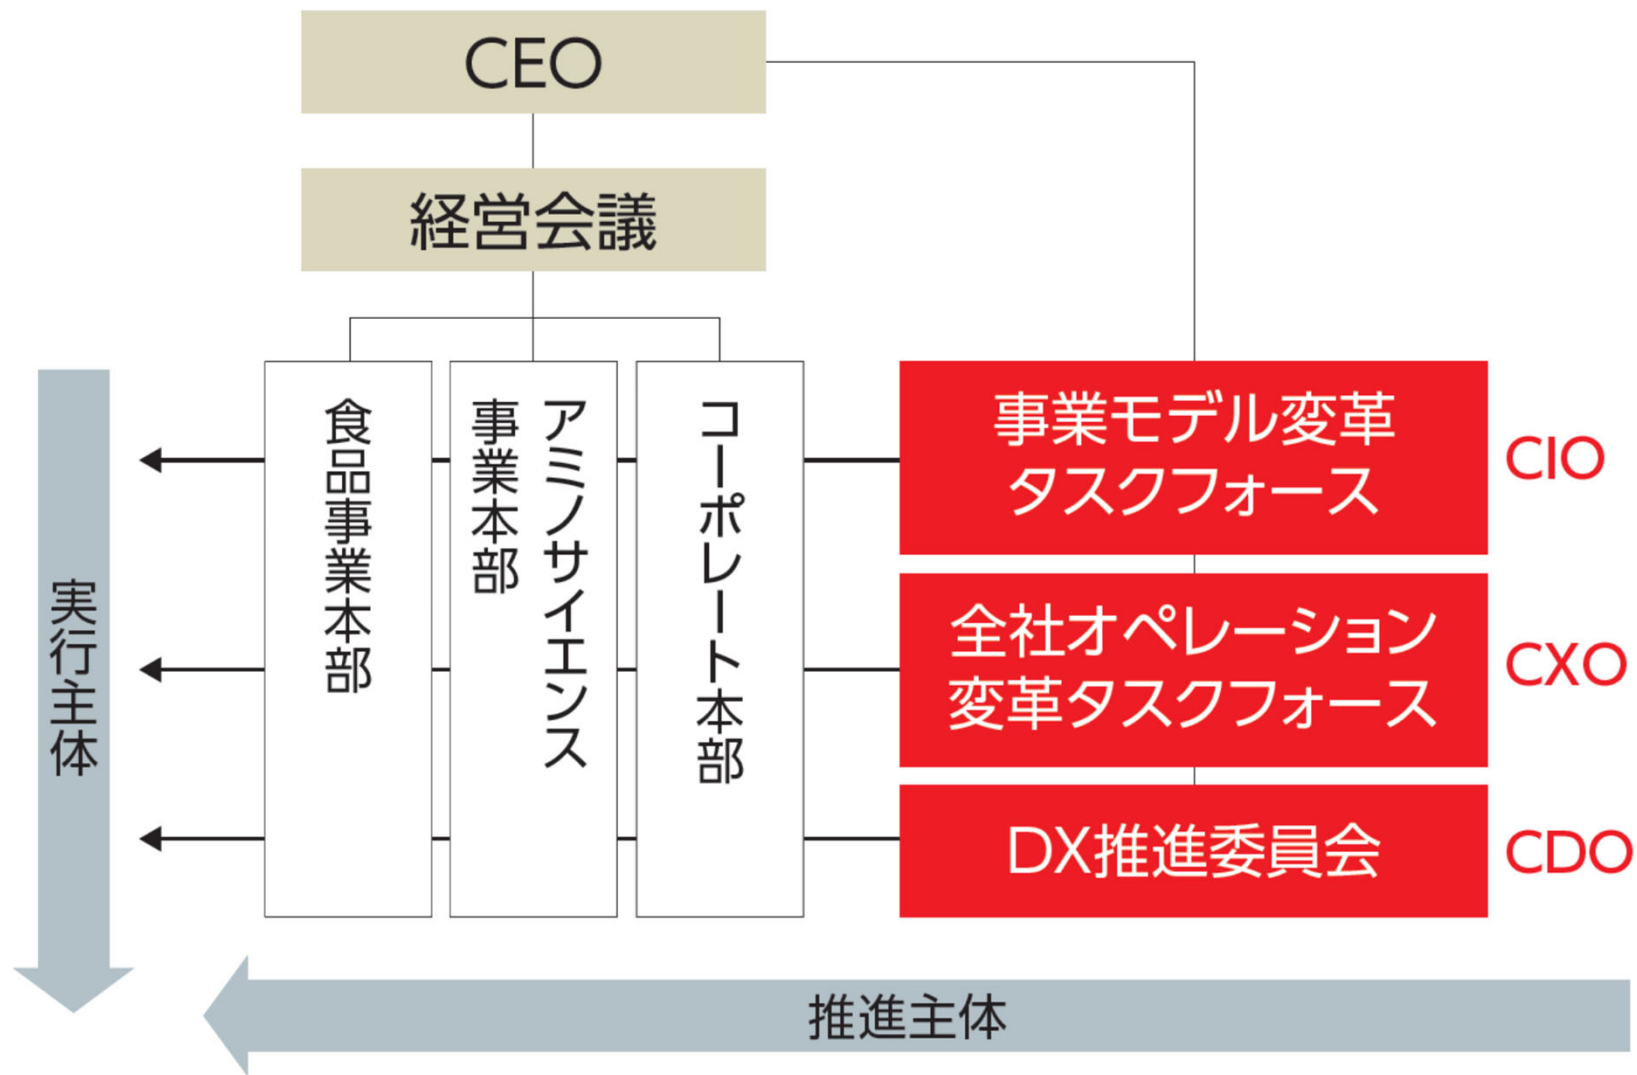 CEO
経営会議
食品事業本部
アミノサイエンス
事業本部
コーポレート本部
事業モデル変革
タスクフォース
CIO
全社オペレーション
変革タスクフォース
CXO
DX推進委員会
CDO
実行主体
推進主体